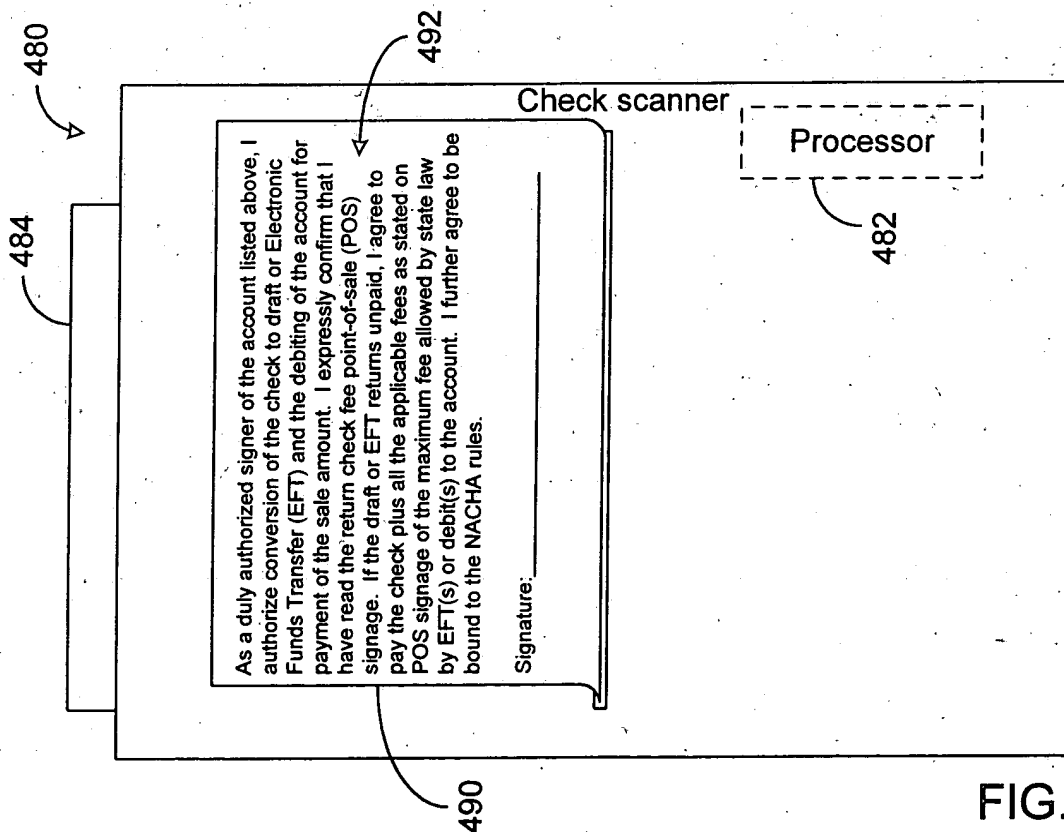 480
484
Check scanner
As a duly authorized signer of the account listed above, I
authorize conversion of the check to draft or Electronic
Funds Transfer (EFT) and the debiting of the account for
payment of the sale amount. I expressly confirm that I
have read the return check fee point-of-sale (POS)
signage. If the draft or EFT returns unpaid, I agree to
pay the check plus all the applicable fees as stated on
POS signage of the maximum fee allowed by state law
by EFT(s) or debit(s) to the account. I further agree to be
bound to the NACHA rules.
Signature:
492
490
Processor
482
FIG.